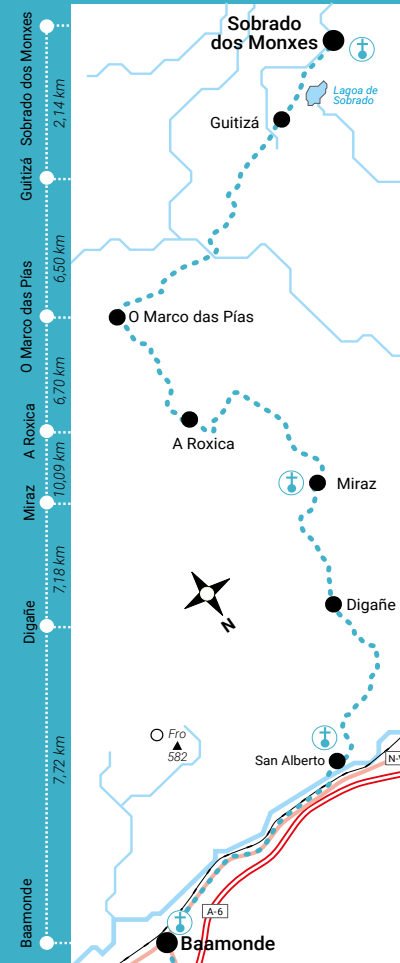 Sobrado dos Monxes
2,14 km
Guitizá
6,50 km
O Marco das Pías
6,70 km
A Roxica
10,09 km
Miraz
7,18 km
Digañe
7,72 km
Baamonde
Sobrado
dos Monxes
Lagoa de
Sobrado
Guitizá
O Marco das Pías
A Roxica
Miraz
Digañe
N
Fro
582
San Alberto
A-6
Baamonde